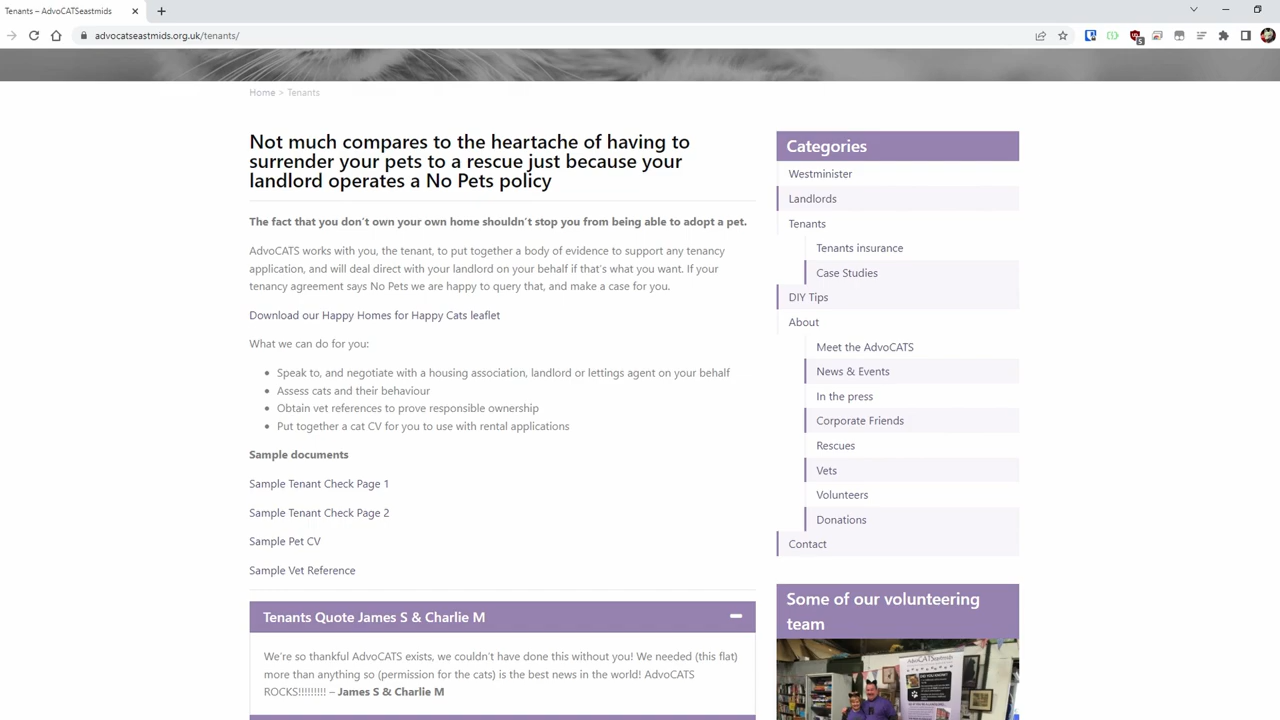 Tenants – AdvoCATSeastmids
advocatseastmids.org.uk/tenants/
5
Home > Tenants
Not much compares to the heartache of having to
surrender your pets to a rescue just because your
landlord operates a No Pets policy
The fact that you don't own your own home shouldn't stop you from being able to adopt a pet.
AdvoCATS works with you, the tenant, to put together a body of evidence to support any tenancy
application, and will deal direct with your landlord on your behalf if that's what you want. If your
tenancy agreement says No Pets we are happy to query that, and make a case for you.
Download our Happy Homes for Happy Cats leaflet
What we can do for you:
Speak to, and negotiate with a housing association, landlord or lettings agent on your behalf
Assess cats and their behaviour
Obtain vet references to prove responsible ownership
Put together a cat CV for you to use with rental applications
Sample documents
Sample Tenant Check Page 1
Sample Tenant Check Page 2
Sample Pet CV
Sample Vet Reference
Tenants Quote James S & Charlie M
We're so thankful AdvoCATS exists, we couldn't have done this without you! We needed (this flat)
more than anything so (permission for the cats) is the best news in the world! AdvoCATS
ROCKS!!!!!!!!! – James S & Charlie M
Categories
Westminister
Landlords
Tenants
Tenants insurance
Case Studies
DIY Tips
About
Meet the AdvoCATS
News & Events
In the press
Corporate Friends
Rescues
Vets
Volunteers
Donations
Contact
Some of our volunteering
team
AdvoCATSeastmids
DID YOU
KNOW?